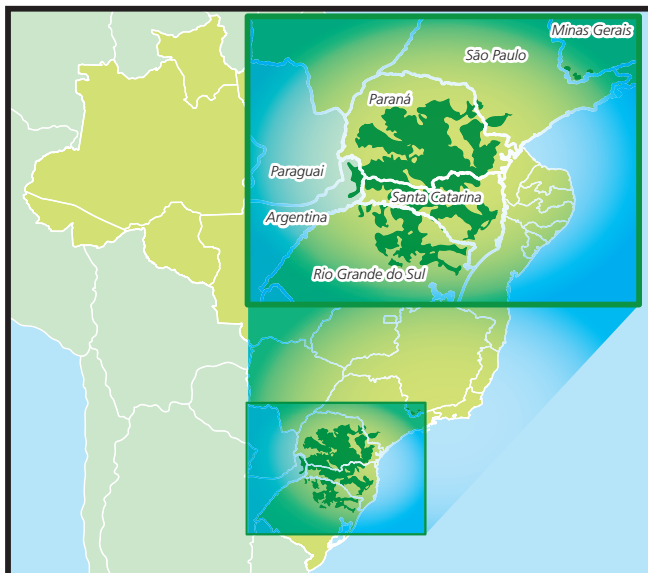 Minas Gerais
São Paulo
Paraná
Paraguai
Santa Catarina
Argentina
Rio Grande do Sul